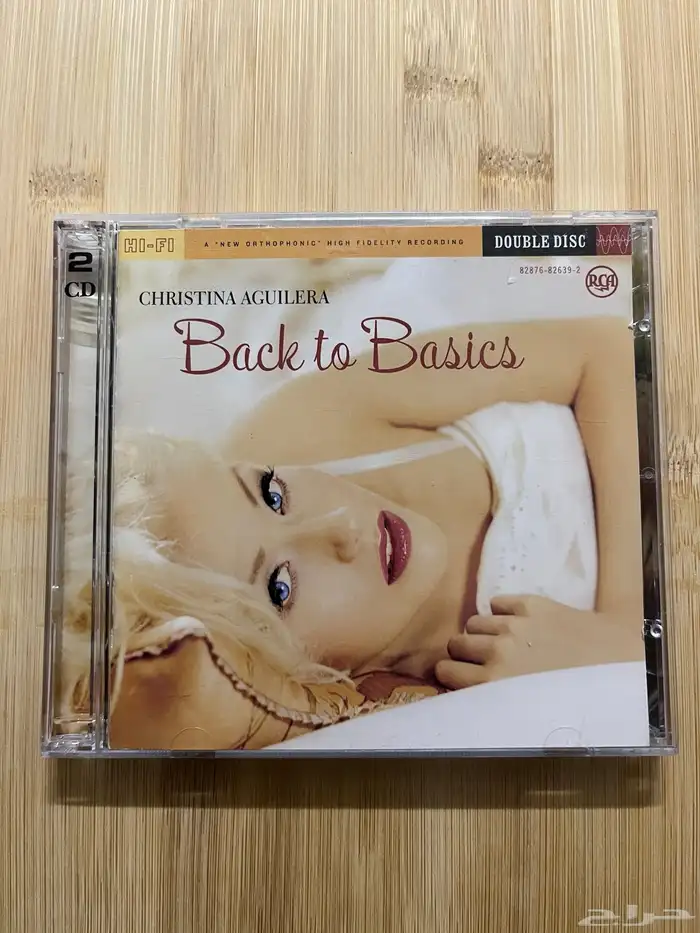 2
CD
HI-FI
A "NEW ORTHOPHONIC" HIGH FIDELITY RECORDING
DOUBLE DISC
82876-82639-2
RCA
CHRISTINA AGUILERA
Back to Basics
حراج